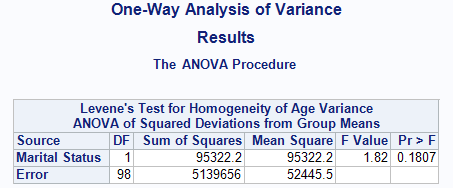 One-Way Analysis of Variance
Results
The ANOVA Procedure
Levene's Test for Homogeneity of Age Variance
ANOVA of Squared Deviations from Group Means
Source DF Sum of Squares Mean Square F Value Pr > F
Marital Status 1 95322.2 95322.2 1.82 0.1807
Error 98 5139656 52445.5